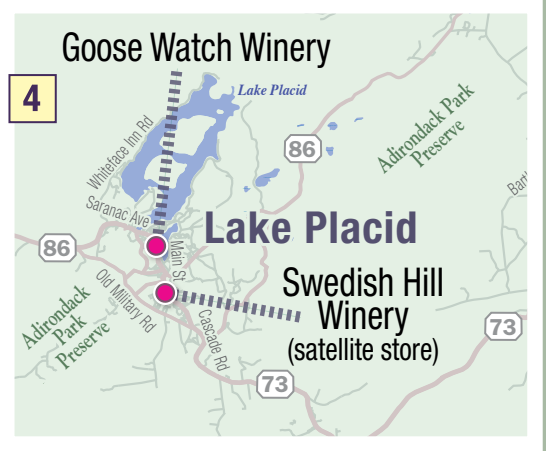 Goose Watch Winery
4
Lake Placid
Whiteface Inn Rd
86
Adirondack Park
Preserve
Saranac Ave
Lake Placid
86
Main St
Old Military Rd
Swedish Hill
Winery
(satellite store)
Adirondack
Park
Preserve
Cascade Rd
73
73